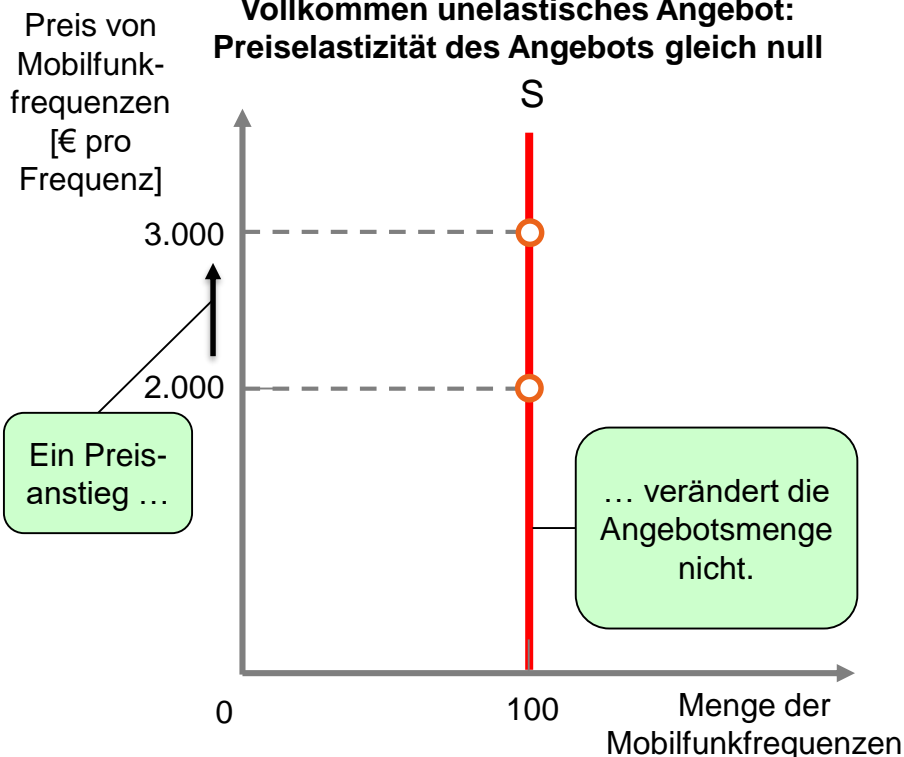 Vollkommen unelastisches Angebot:
Preiselastizität des Angebots gleich null
Preis von
Mobilfunk-
frequenzen
[€ pro
Frequenz]
S
3.000
2.000
Ein Preis-
anstieg …
… verändert die
Angebotsmenge
nicht.
0
100
Menge der
Mobilfunkfrequenzen